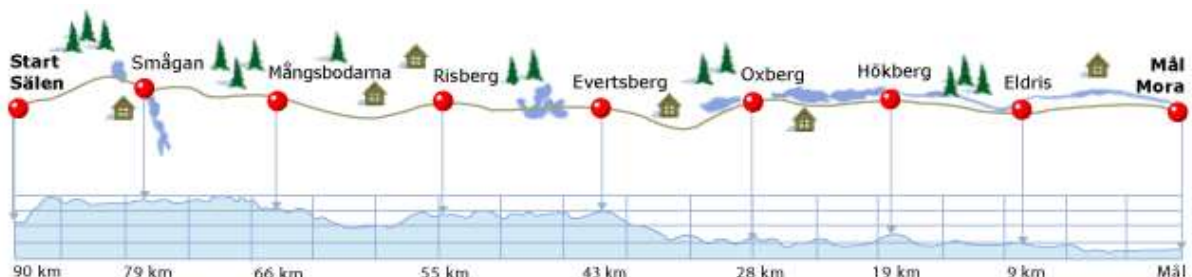 Start
Sälen
Smågan
Mångsbodarna
Risberg
Evertsberg
Oxberg
Hökberg
Eldris
Mål
Mora
90 km
79 km
66 km
55 km
43 km
28 km
19 km
9 km
Mål